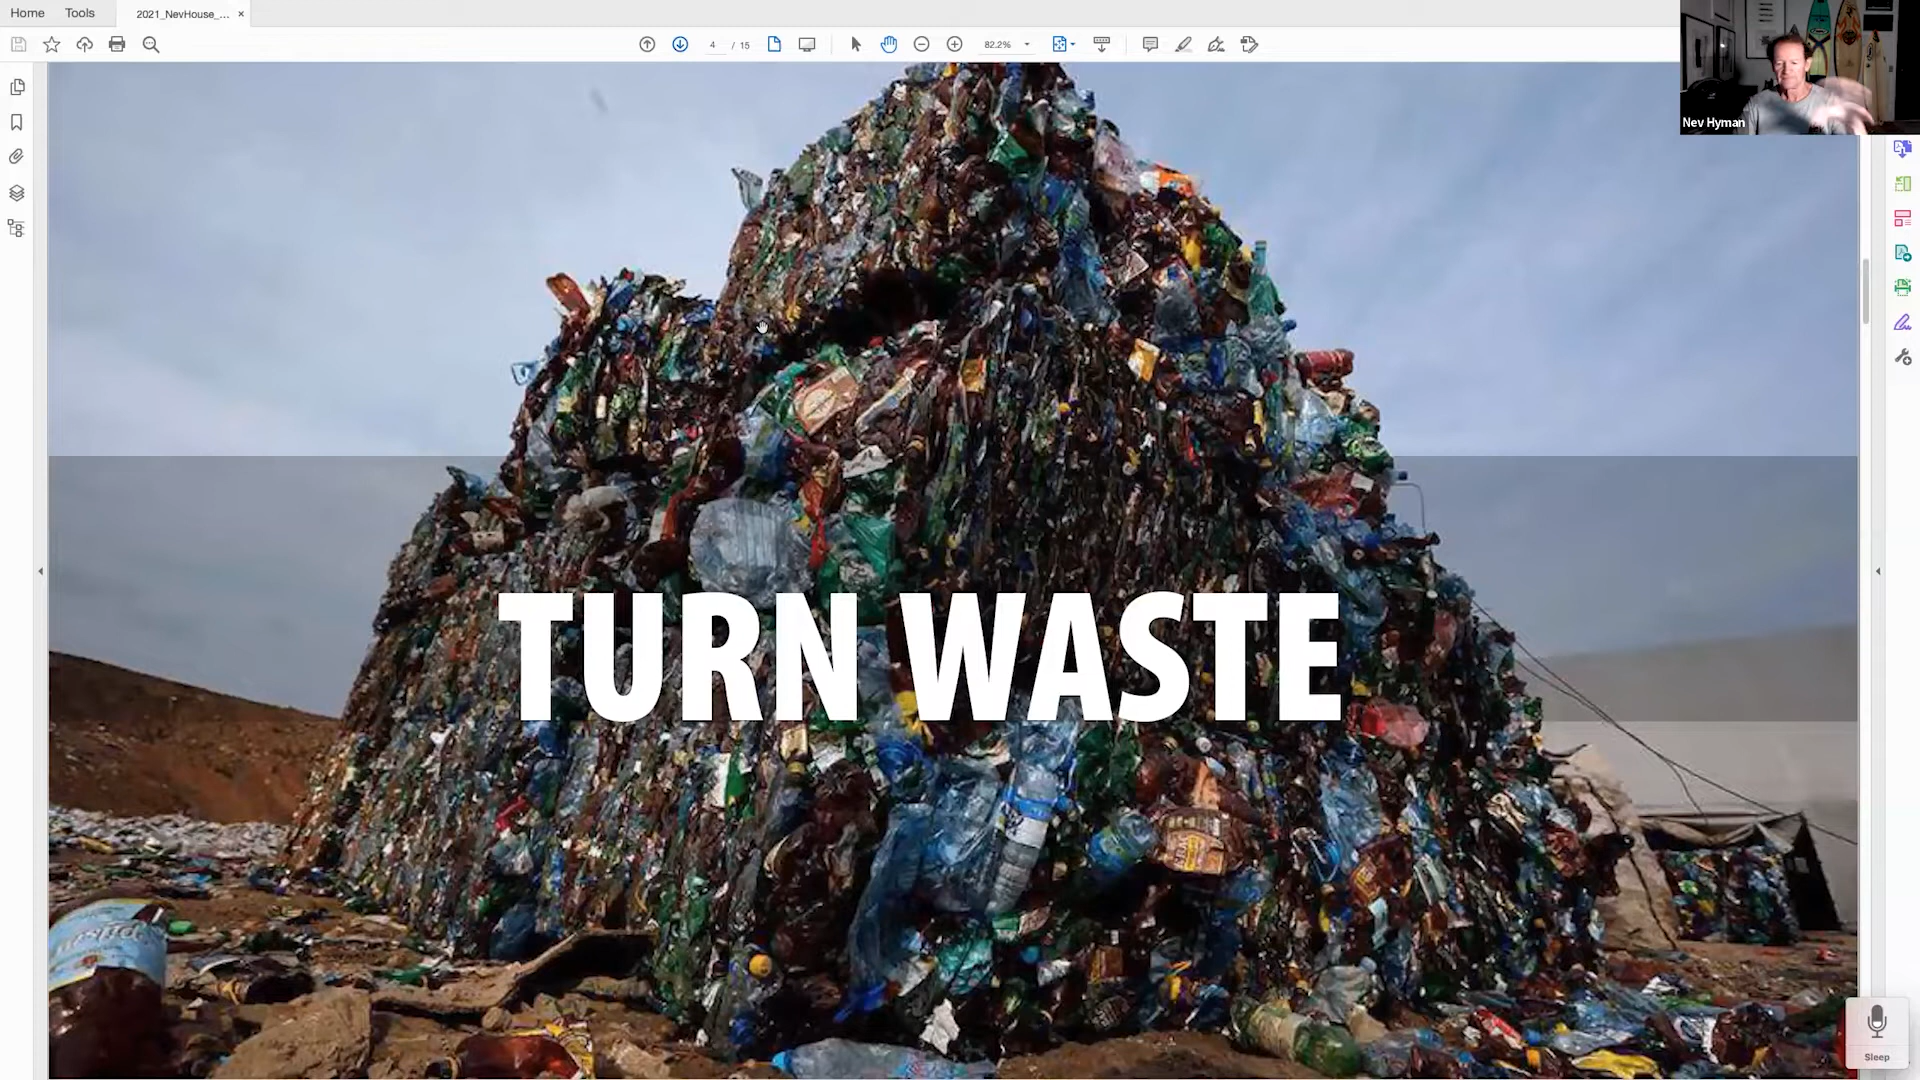 Home
Tools
2021_NevHouse_...
4
/ 15
82.2%
Nev Hyman
TURN WASTE
Sleep